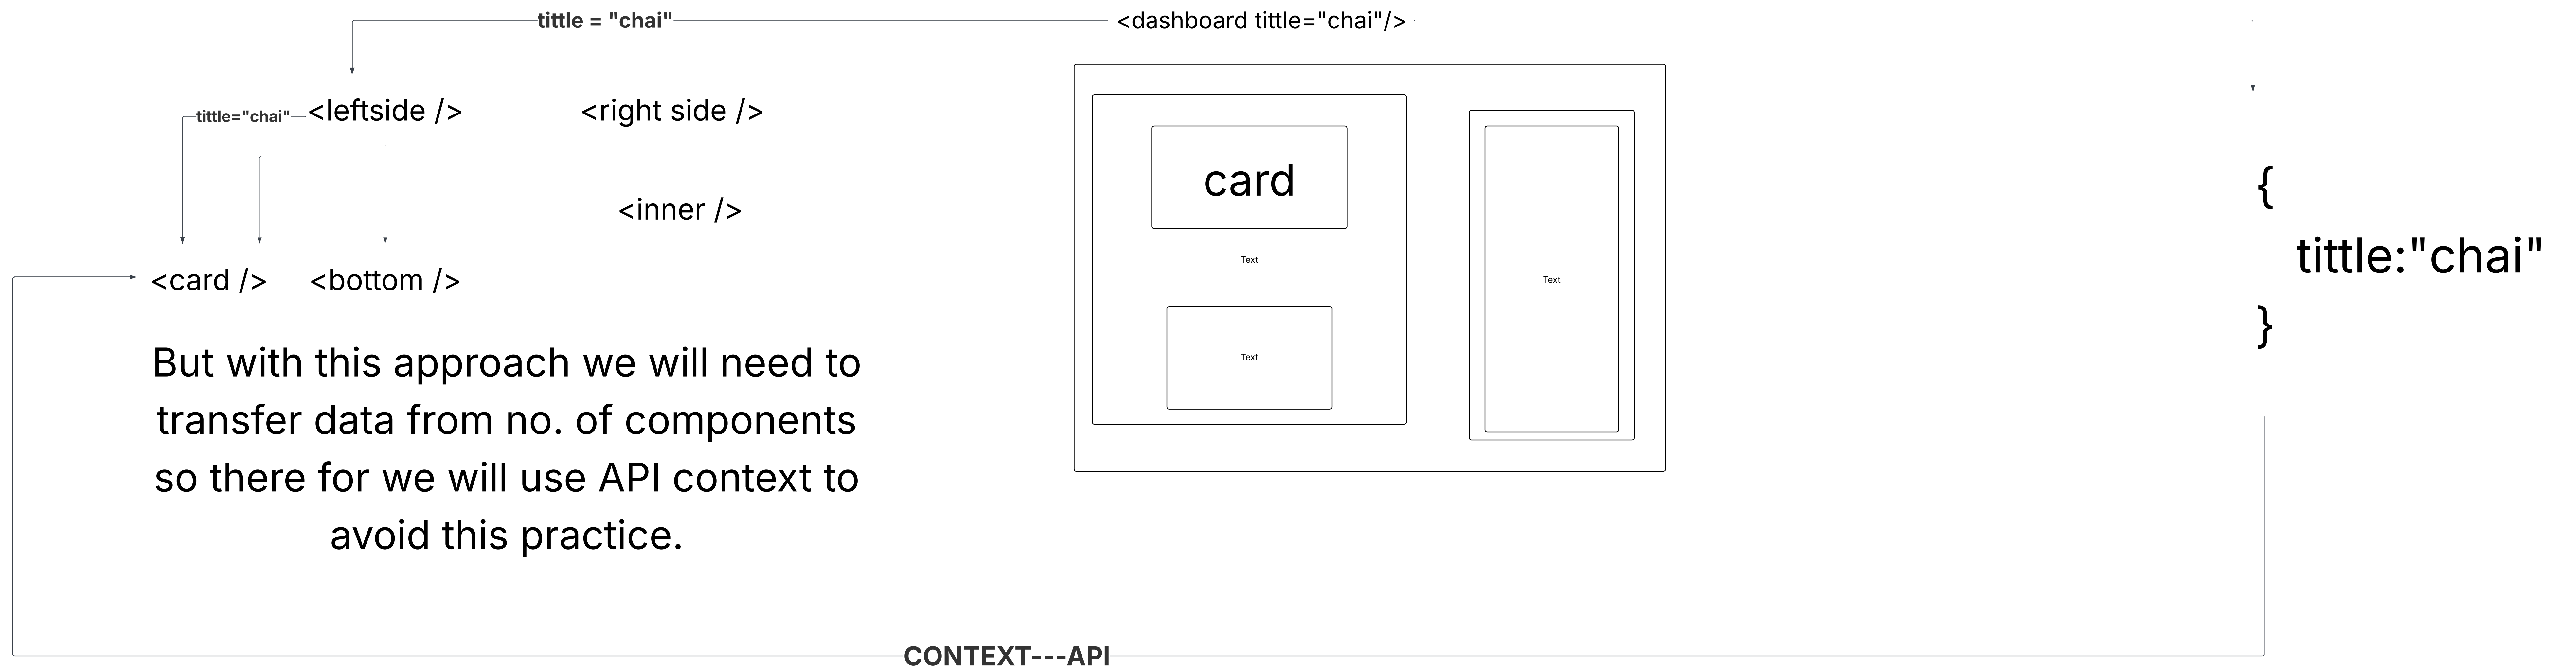 tittle = "chai"
<dashboard tittle="chai"/>
tittle="chai"
<leftside />
<right side />
<inner />
<card />
<bottom />
But with this approach we will need to
transfer data from no. of components
so there for we will use API context to
avoid this practice.
card
Text
Text
Text
{
tittle:"chai"
}
CONTEXT---API